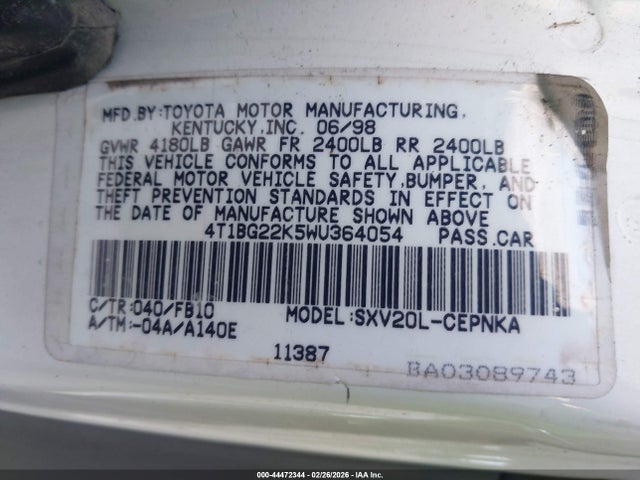 MFD.BY:TOYOTA MOTOR MANUFACTURING,
KENTUCKY,INC. 06/98
GVWR 4180LB GAWR FR 2400LB RR 2400LB
THIS VEHICLE CONFORMS TO ALL APPLICABLE
FEDERAL MOTOR VEHICLE SAFETY,BUMPER, AND
THEFT PREVENTION STANDARDS IN EFFECT ON
THE DATE OF MANUFACTURE SHOWN ABOVE
4T1BG22K5WU364054 PASS.CAR
C/TR:040/FB10 MODEL:SXV20L-CEPNKA
A/TM:-04A/A140E
11387
BA03089743
000-44472344 | 02/26/2026 - IAAI.COM